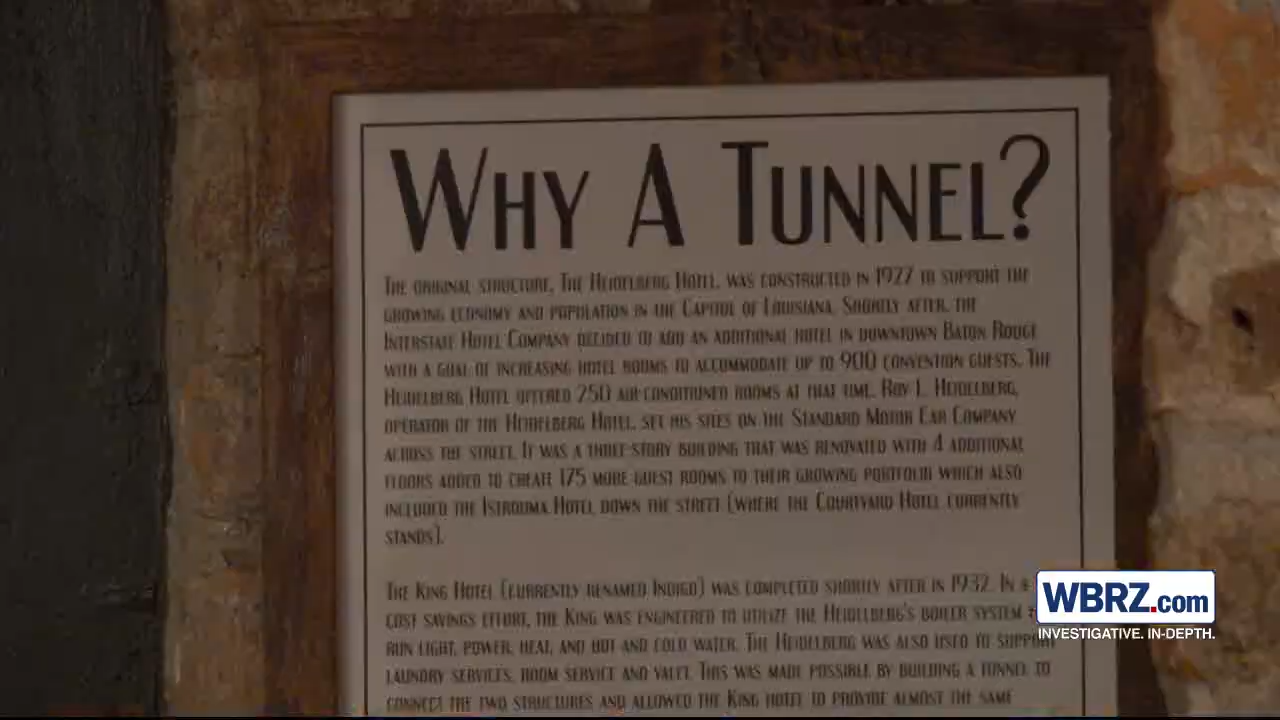 WHY A TUNNEL?
THE ORIGINAL STRUCTURE, THE HEIDELBERG HOTEL, WAS CONSTRUCTED IN 1927 TO SUPPORT THE
GROWING ECONOMY AND POPULATION IN THE CAPITOL OF LOUISIANA. SHORTLY AFTER, THE
INTERSTATE HOTEL COMPANY DECIDED TO ADD AN ADDITIONAL HOTEL IN DOWNTOWN BATON ROUGE
WITH A GOAL OF INCREASING HOTEL ROOMS TO ACCOMMODATE UP TO 900 CONVENTION GUESTS. THE
HEIDELBERG HOTEL OFFERED 250 AIR-CONDITIONED ROOMS AT THAT TIME. ROY L. HEIDELBERG,
OPERATOR OF THE HEIDELBERG HOTEL, SET HIS SITES ON THE STANDARD MOTOR CAR COMPANY
ACROSS THE STREET. IT WAS A THREE-STORY BUILDING THAT WAS RENOVATED WITH 4 ADDITIONAL
FLOORS ADDED TO CREATE 175 MORE GUEST ROOMS TO THEIR GROWING PORTFOLIO WHICH ALSO
INCLUDED THE ISTROUMA HOTEL DOWN THE STREET (WHERE THE COURTYARD HOTEL CURRENTLY
STANDS).
THE KING HOTEL (CURRENTLY RENAMED INDIGO) WAS COMPLETED SHORTLY AFTER IN 1932. IN A
COST SAVINGS EFFORT, THE KING WAS ENGINEERED TO UTILIZE THE HEIDELBERG'S BOILER SYSTEM
RUN LIGHT, POWER, HEAT, AND HOT AND COLD WATER. THE HEIDELBERG WAS ALSO USED TO SUPPORT
LAUNDRY SERVICES, ROOM SERVICE AND VALET. THIS WAS MADE POSSIBLE BY BUILDING A TUNNEL TO
CONNECT THE TWO STRUCTURES AND ALLOWED THE KING HOTEL TO PROVIDE ALMOST THE SAME
WBRZ.com
INVESTIGATIVE. IN-DEPTH.